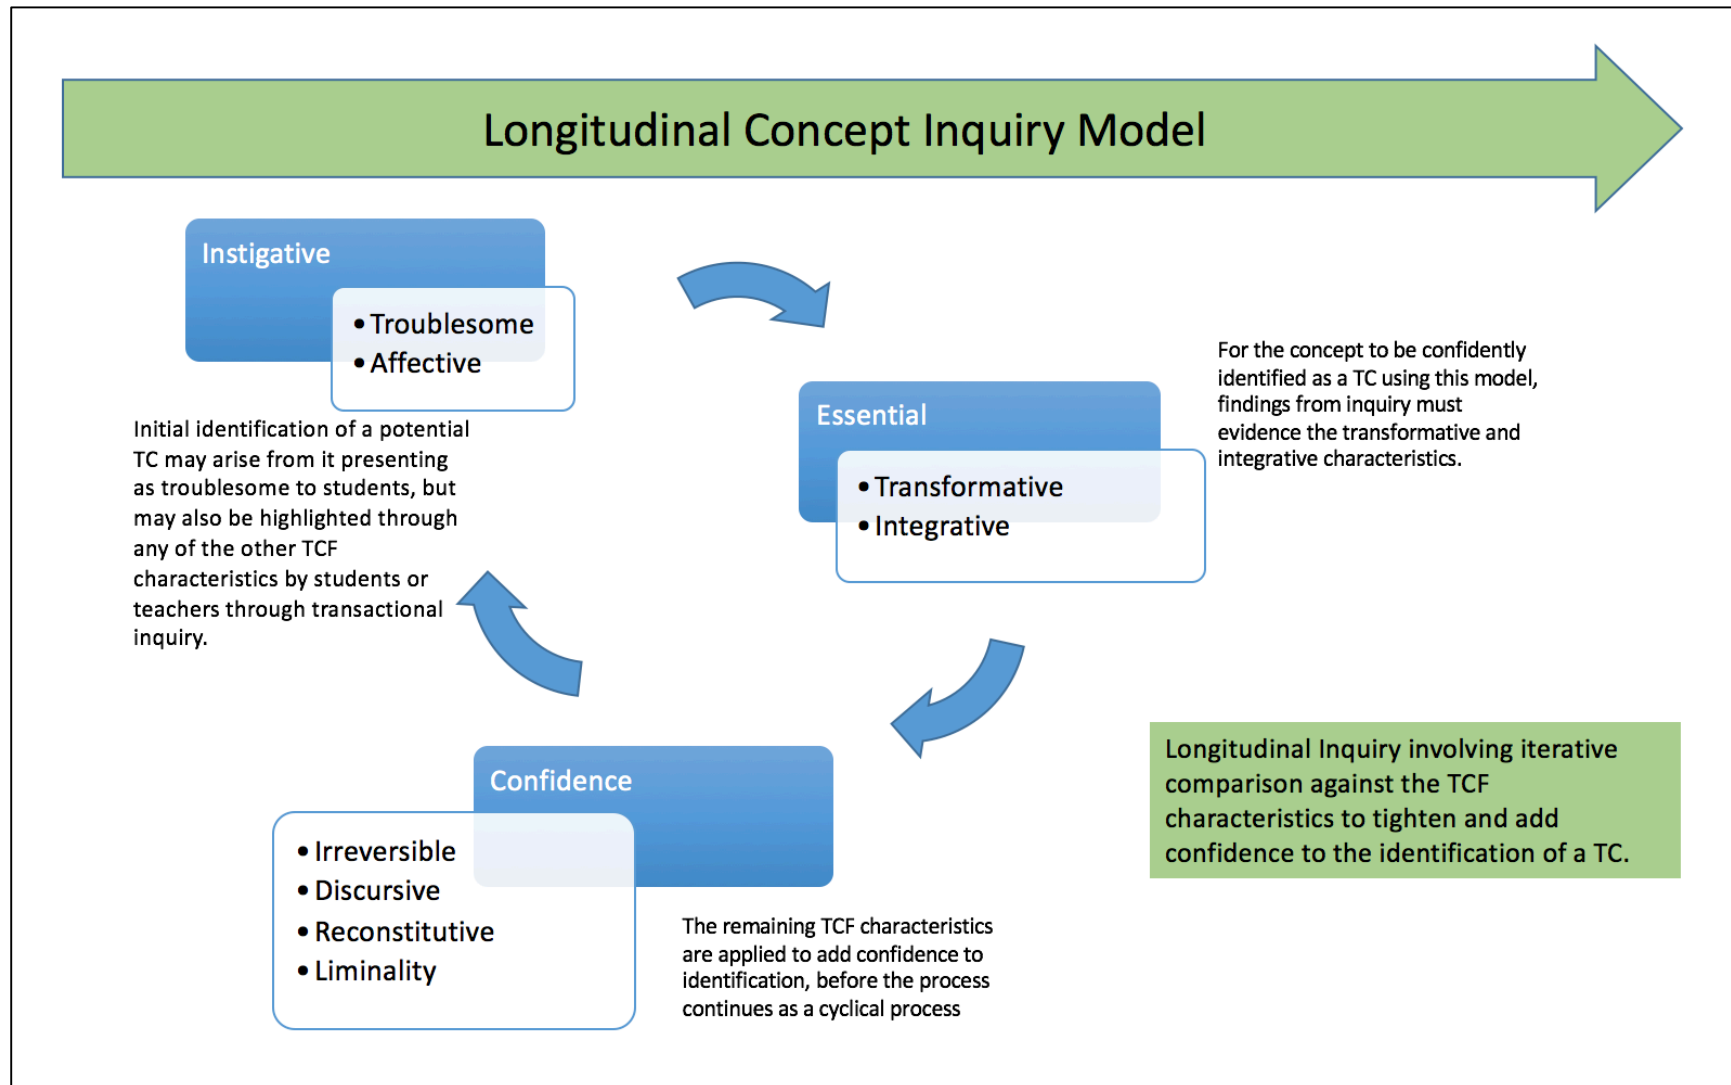 Longitudinal Concept Inquiry Model
Instigative
• Troublesome
• Affective
Initial identification of a potential
TC may arise from it presenting
as troublesome to students, but
may also be highlighted through
any of the other TCF
characteristics by students or
teachers through transactional
inquiry.
Essential
• Transformative
• Integrative
For the concept to be confidently
identified as a TC using this model,
findings from inquiry must
evidence the transformative and
integrative characteristics.
Confidence
• Irreversible
• Discursive
• Reconstitutive
• Liminality
The remaining TCF characteristics
are applied to add confidence to
identification, before the process
continues as a cyclical process
Longitudinal Inquiry involving iterative
comparison against the TCF
characteristics to tighten and add
confidence to the identification of a TC.